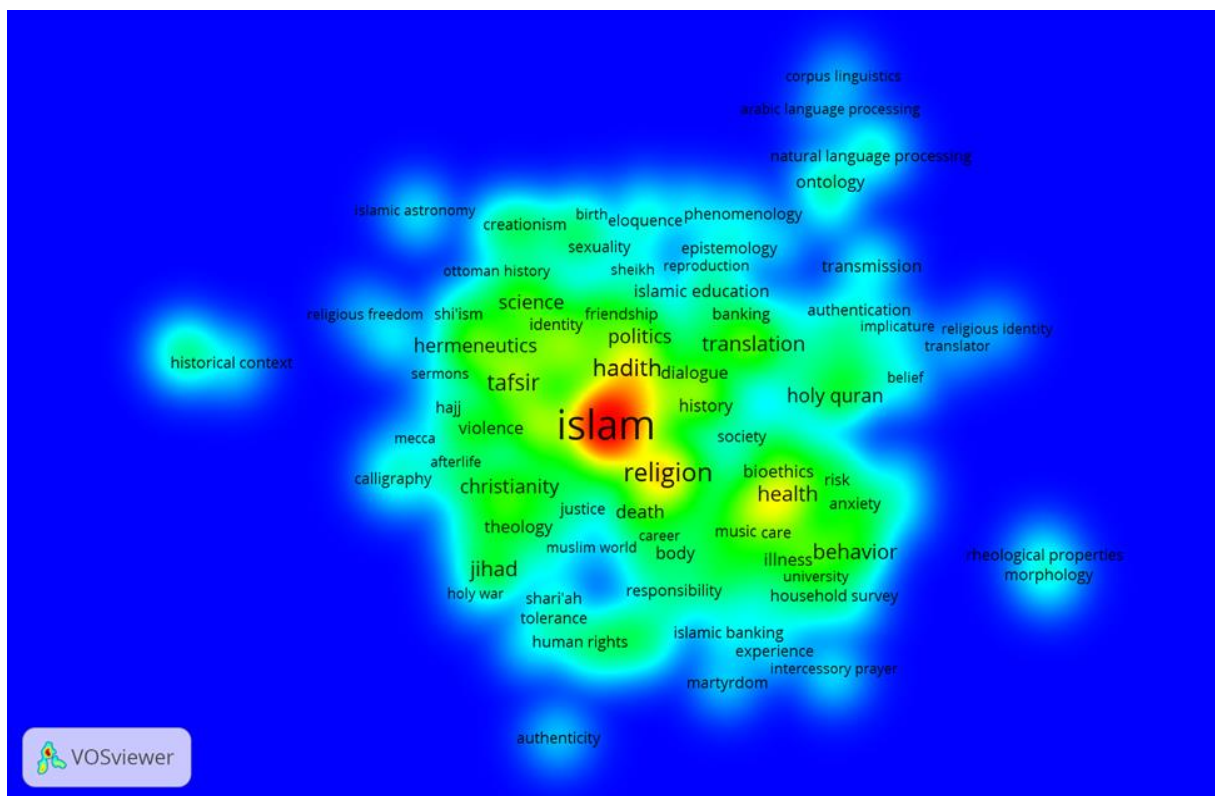 corpus linguistics
arabic language processing
natural language processing
ontology
islamic astronomy
creationism
birth
eloquence
phenomenology
sexuality
epistemology
ottoman history
sheikh
reproduction
transmission
islamic education
science
religious freedom
shi'ism
identity
friendship
banking
authentication
implicature
religious identity
hermeneutics
politics
translation
translator
historical context
sermons
tafsir
hadith
dialogue
belief
holy quran
hajj
history
mecca
violence
islam
society
afterlife
calligraphy
christianity
religion
bioethics
risk
health
anxiety
theology
justice
death
career
music
care
muslim world
body
illness
behavior
rheological properties
morphology
jihad
university
holy war
shari'ah
responsibility
household survey
tolerance
human rights
islamic banking
experience
intercessory prayer
martyrdom
authenticity
VOSviewer